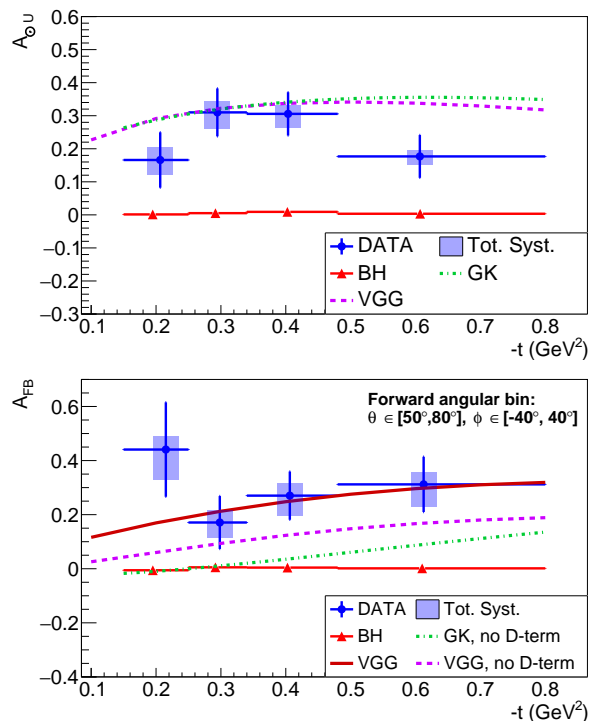 A⊙U
0.6
0.5
0.4
0.3
0.2
0.1
0
−0.1
−0.2
−0.3
DATA Tot. Syst.
BH GK
VGG
0.1 0.2 0.3 0.4 0.5 0.6 0.7 0.8
-t (GeV²)
A_FB
0.6
0.4
0.2
0
−0.2
−0.4
Forward angular bin:
θ ∈ [50°,80°], ϕ ∈ [-40°, 40°]
DATA Tot. Syst.
BH GK, no D-term
VGG VGG, no D-term
0.1 0.2 0.3 0.4 0.5 0.6 0.7 0.8
-t (GeV²)